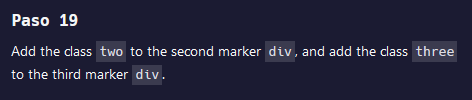 Paso 19
Add the class two to the second marker div, and add the class three
to the third marker div.